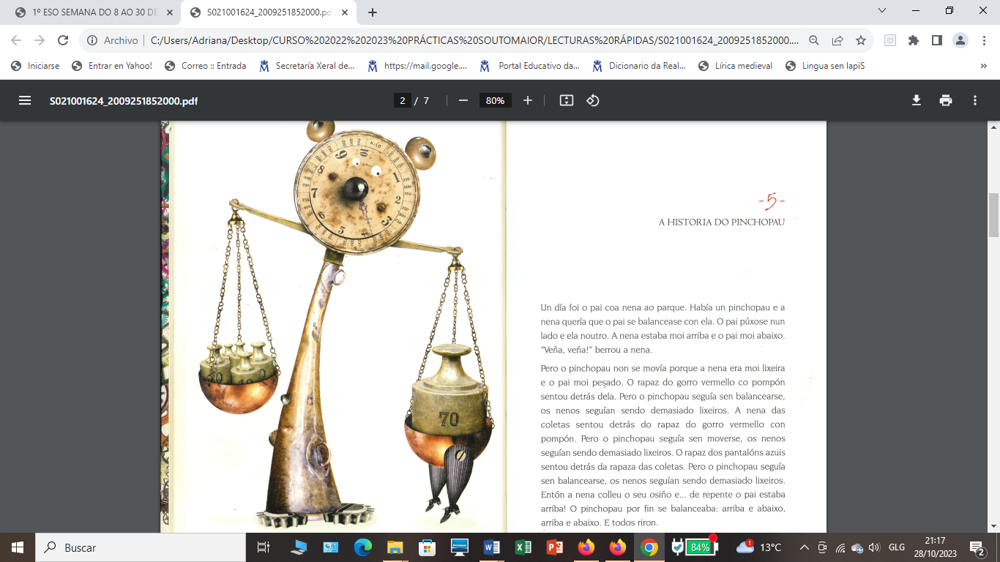 1º ESO SEMANA DO 8 AO 30 DE
S021001624_2009251852000.pdf
Archivo
C:/Users/Adriana/Desktop/CURSO%202022%202023%20PRÁCTICAS%20SOUTOMAIOR/LECTURAS%20RÁPIDAS/S021001624_2009251852000....
Iniciarse
Entrar en Yahoo!
Correo :: Entrada
Secretaría Xeral de...
https://mail.google....
Portal Educativo da...
Dicionario da Real...
Lírica medieval
Lingua sen lapiS
»
S021001624_2009251852000.pdf
2 / 7
80%
KILO
10
1
2
3
5
6
7
8
9
70
5
A HISTORIA DO PINCHOPAU
Un día foi o pai coa nena ao parque. Había un pinchopau e a
nena quería que o pai se balancease con ela. O pai púxose nun
lado e ela noutro. A nena estaba moi arriba e o pai moi abaixo.
“Veña, veña!” berrou a nena.
Pero o pinchopau non se movía porque a nena era moi lixeira
e o pai moi pesado. O rapaz do gorro vermello co pompón
sentou detrás dela. Pero o pinchopau seguía sen balancearse,
os nenos seguían sendo demasiado lixeiros. A nena das
coletas sentou detrás do rapaz do gorro vermello con
pompón. Pero o pinchopau seguía sen moverse, os nenos
seguían sendo demasiado lixeiros. O rapaz dos pantalóns azuis
sentou detrás da rapaza das coletas. Pero o pinchopau seguía
sen balancearse, os nenos seguían sendo demasiado lixeiros.
Entón a nena colleu o seu osiño e... de repente o pai estaba
arriba! O pinchopau por fin se balanceaba: arriba e abaixo,
arriba e abaixo. E todos riron.
Buscar
84%
1
13°C
GLG
21:17
28/10/2023
2